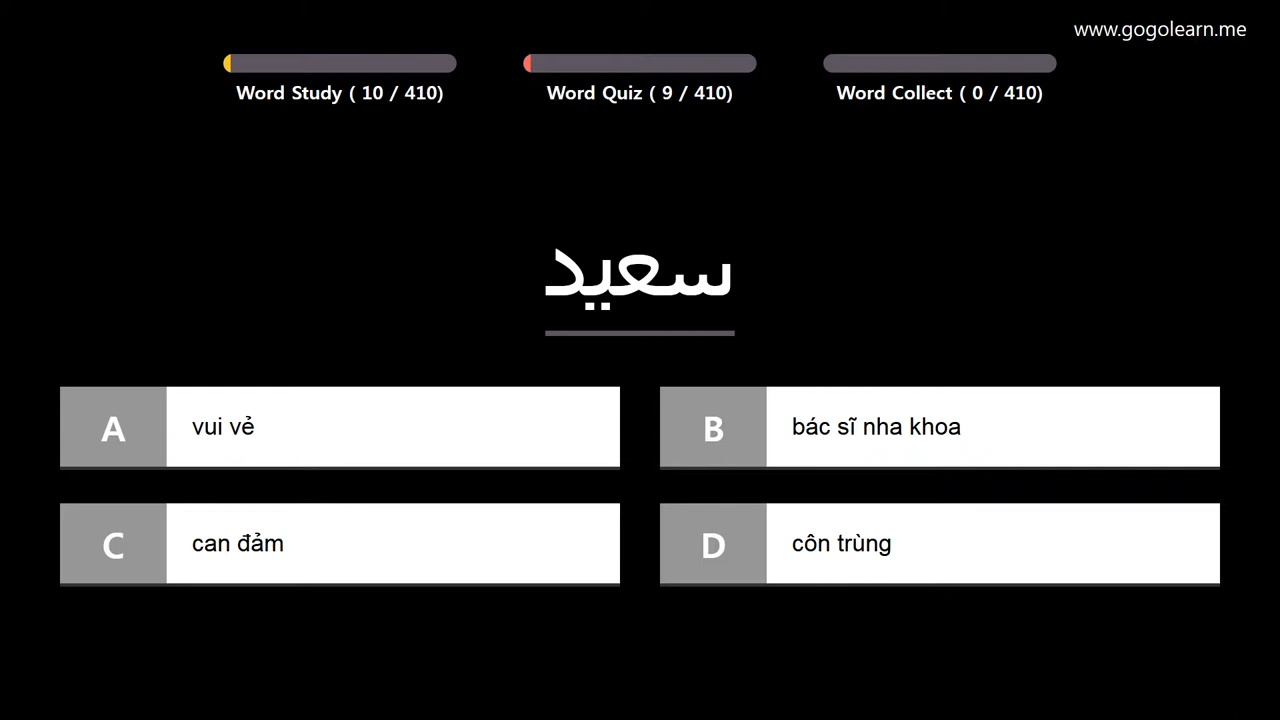 www.gogolearn.me
Word Study ( 10 / 410)
Word Quiz ( 9 / 410)
Word Collect ( 0 / 410)
سعيد
A
vui vẻ
B
bác sĩ nha khoa
C
can đảm
D
côn trùng